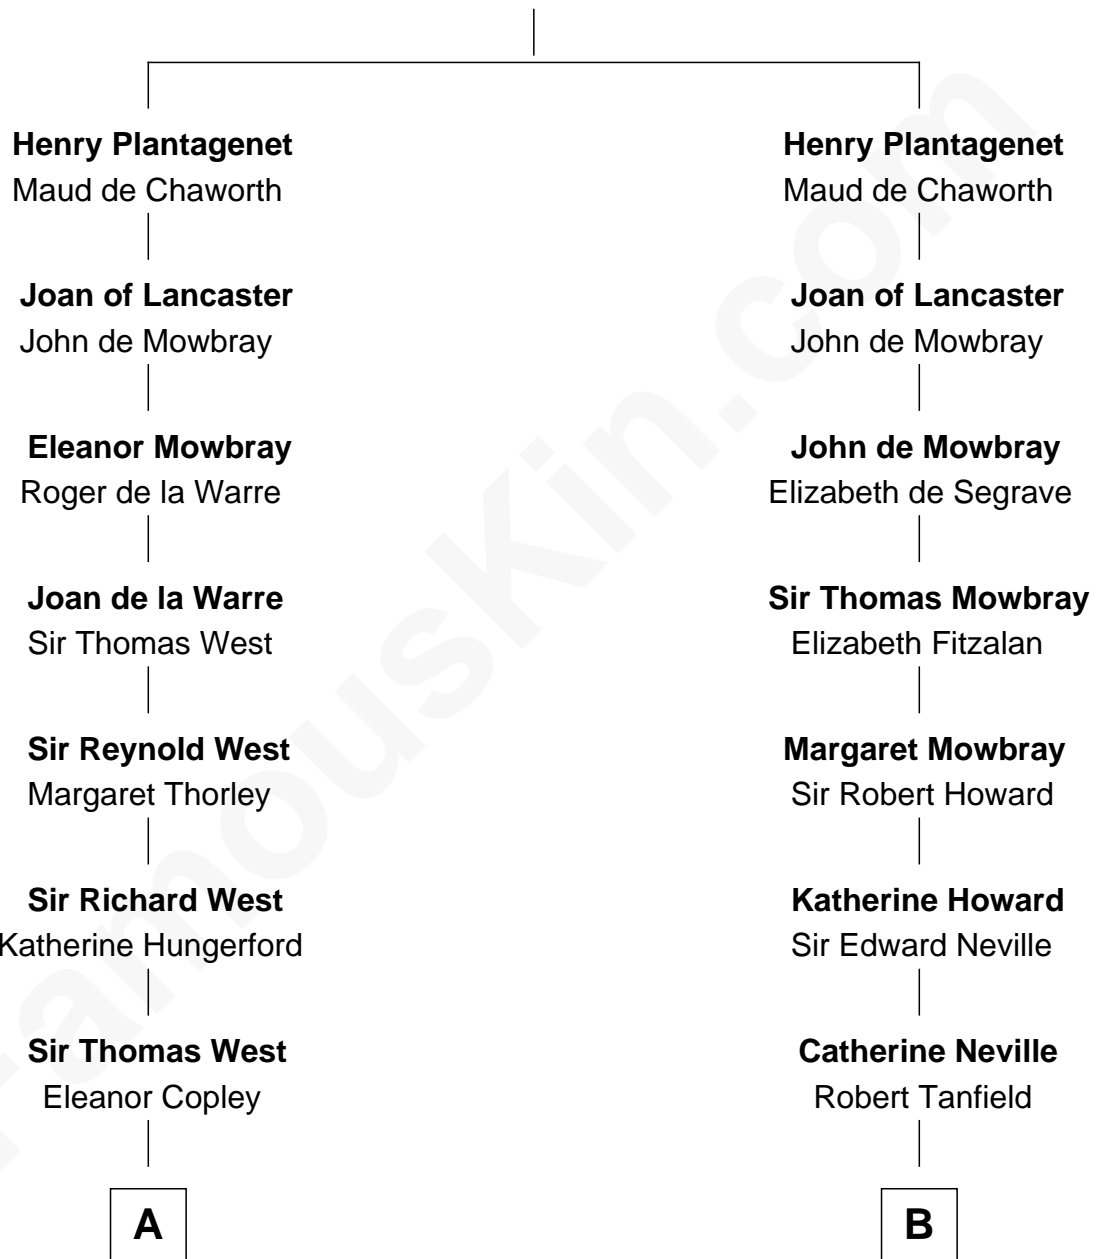 Henry Plantagenet
Maud de Chaworth
Joan of Lancaster
John de Mowbray
Eleanor Mowbray
Roger de la Warre
Joan de la Warre
Sir Thomas West
Sir Reynold West
Margaret Thorley
Sir Richard West
Katherine Hungerford
Sir Thomas West
Eleanor Copley
A
Henry Plantagenet
Maud de Chaworth
Joan of Lancaster
John de Mowbray
John de Mowbray
Elizabeth de Segrave
Sir Thomas Mowbray
Elizabeth Fitzalan
Margaret Mowbray
Sir Robert Howard
Katherine Howard
Sir Edward Neville
Catherine Neville
Robert Tanfield
B
FamousKin.com